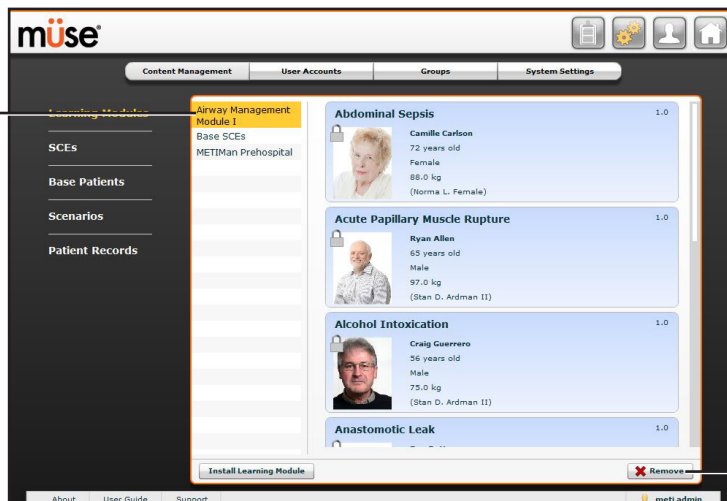 müse
Content Management User Accounts Groups System Settings
Learning Modules
SCEs
Base Patients
Scenarios
Patient Records
Airway Management
Module I
Base SCEs
METIMan Prehospital
Abdominal Sepsis 1.0
Camille Carlson
72 years old
Female
88.0 kg
(Norma L. Female)
Acute Papillary Muscle Rupture 1.0
Ryan Allen
65 years old
Male
97.0 kg
(Stan D. Ardman II)
Alcohol Intoxication 1.0
Craig Guerrero
56 years old
Male
75.0 kg
(Stan D. Ardman II)
Anastomotic Leak 1.0
Install Learning Module Remove
About User Guide Support meti admin